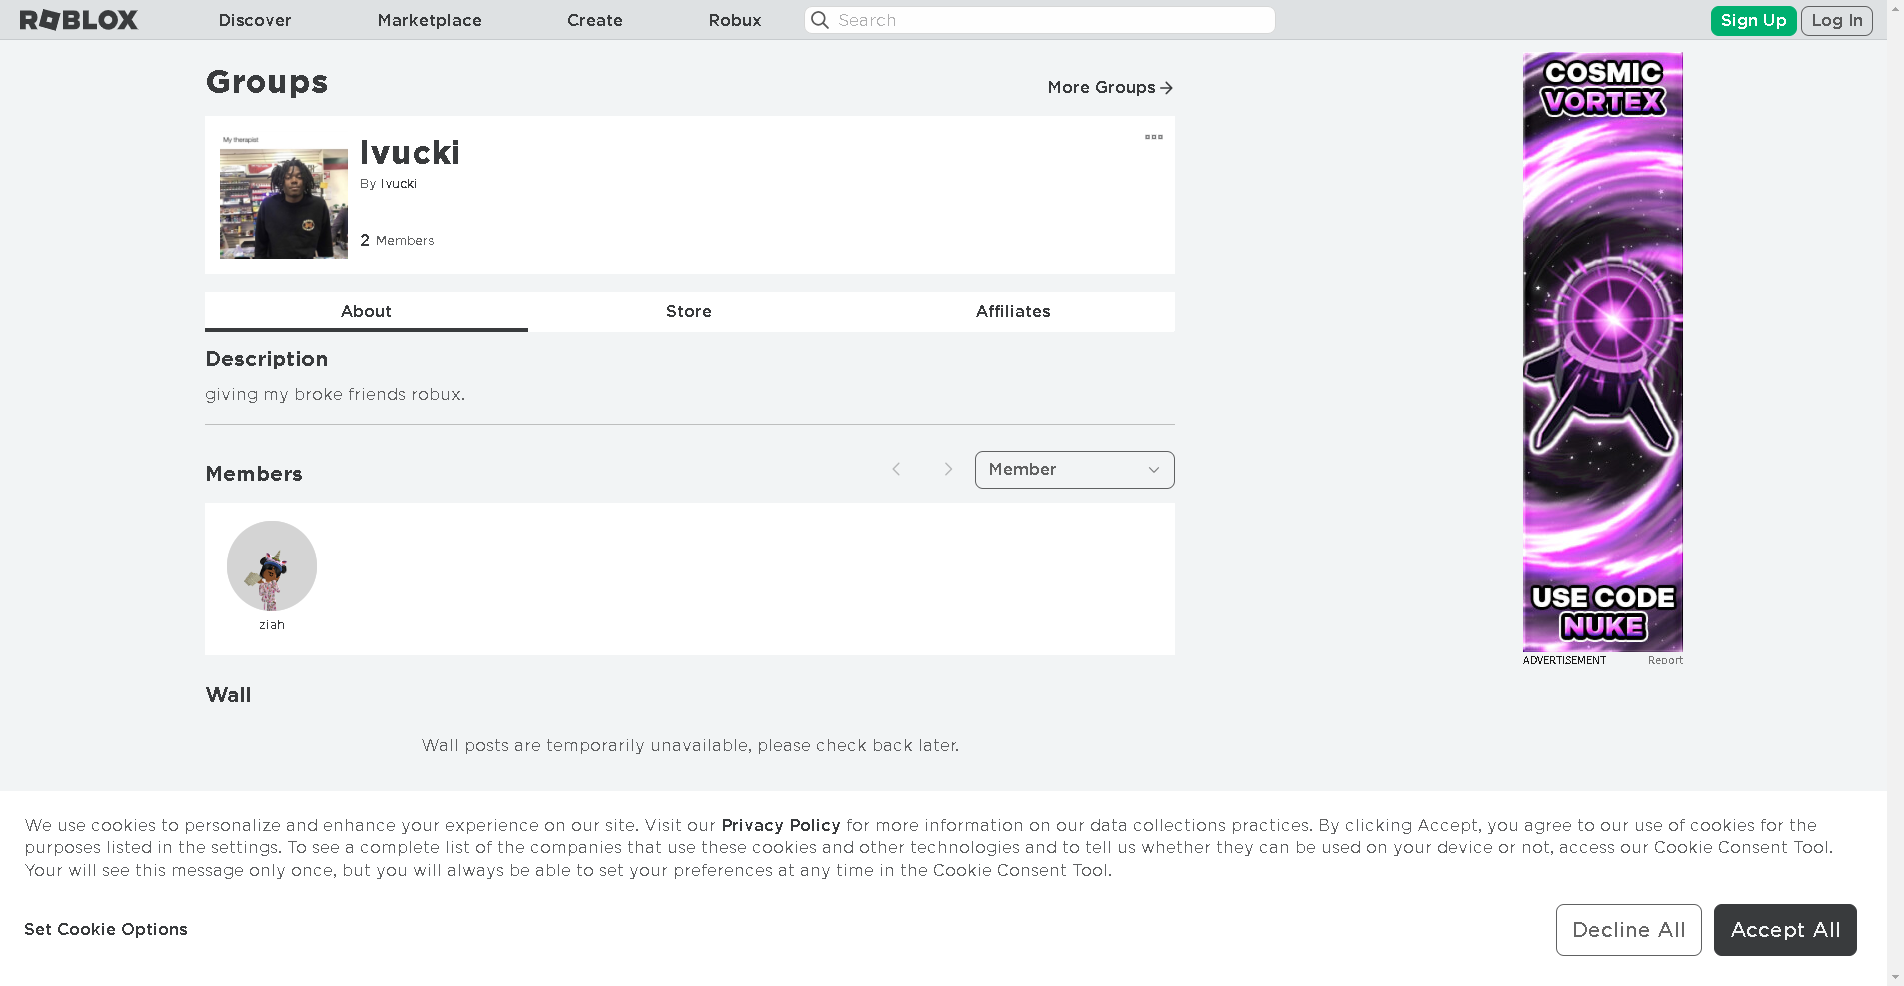 ROBLOX
Discover
Marketplace
Create
Robux
Search
Sign Up
Log In
Groups
More Groups
My therapist
lvucki
By lvucki
2 Members
About
Store
Affiliates
Description
giving my broke friends robux.
Members
Member
ziah
Wall
Wall posts are temporarily unavailable, please check back later.
COSMIC
VORTEX
USE CODE
NUKE
ADVERTISEMENT
Report
We use cookies to personalize and enhance your experience on our site. Visit our Privacy Policy for more information on our data collections practices. By clicking Accept, you agree to our use of cookies for the
purposes listed in the settings. To see a complete list of the companies that use these cookies and other technologies and to tell us whether they can be used on your device or not, access our Cookie Consent Tool.
Your will see this message only once, but you will always be able to set your preferences at any time in the Cookie Consent Tool.
Set Cookie Options
Decline All
Accept All